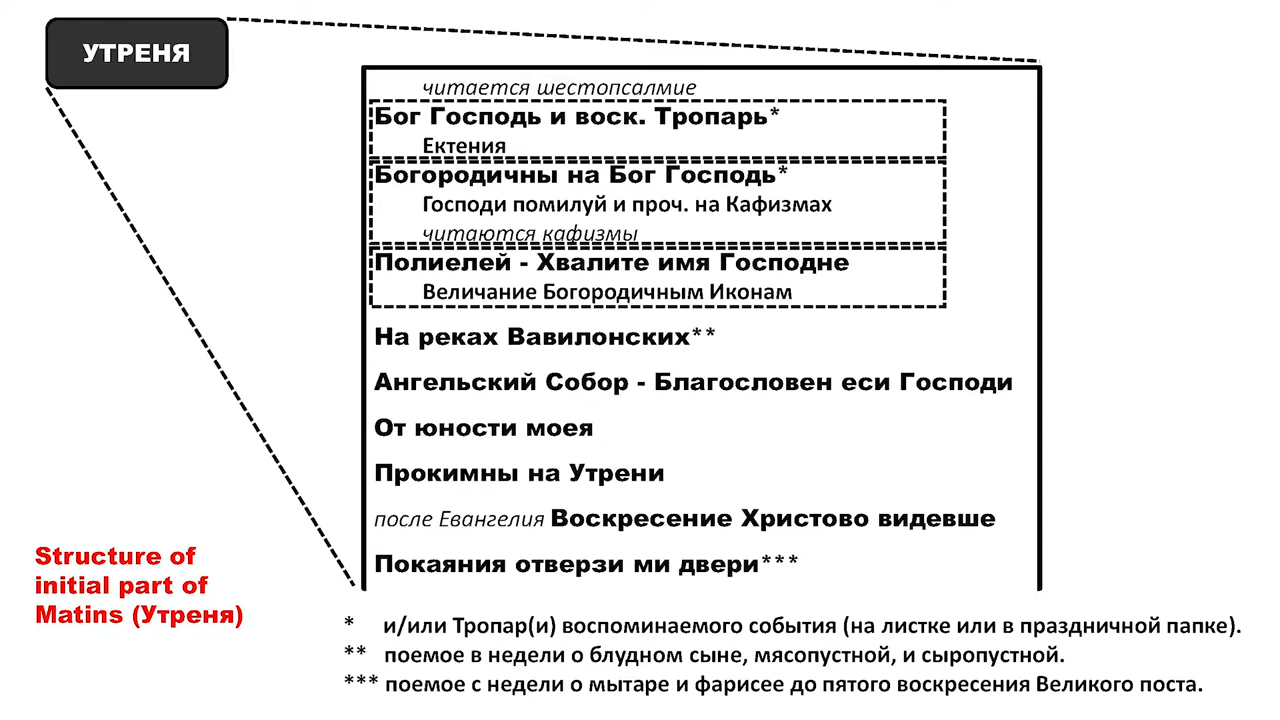 УТРЕНЯ
читается шестопсалмие
Бог Господь и воск. Тропарь*
Ектения
Богородичны на Бог Господь*
Господи помилуй и проч. на Кафизмах
читаются кафизмы
Полиелей - Хвалите имя Господне
Величание Богородичным Иконам
На реках Вавилонских**
Ангельский Собор - Благословен еси Господи
От юности моея
Прокимны на Утрени
после Евангелия Воскресение Христово видевше
Покаяния отверзи ми двери***
Structure of
initial part of
Matins (Утреня)
* и/или Тропар(и) воспоминаемого события (на листке или в праздничной папке).
** поемое в недели о блудном сыне, мясопустной, и сыропустной.
*** поемое с недели о мытаре и фарисее до пятого воскресения Великого поста.